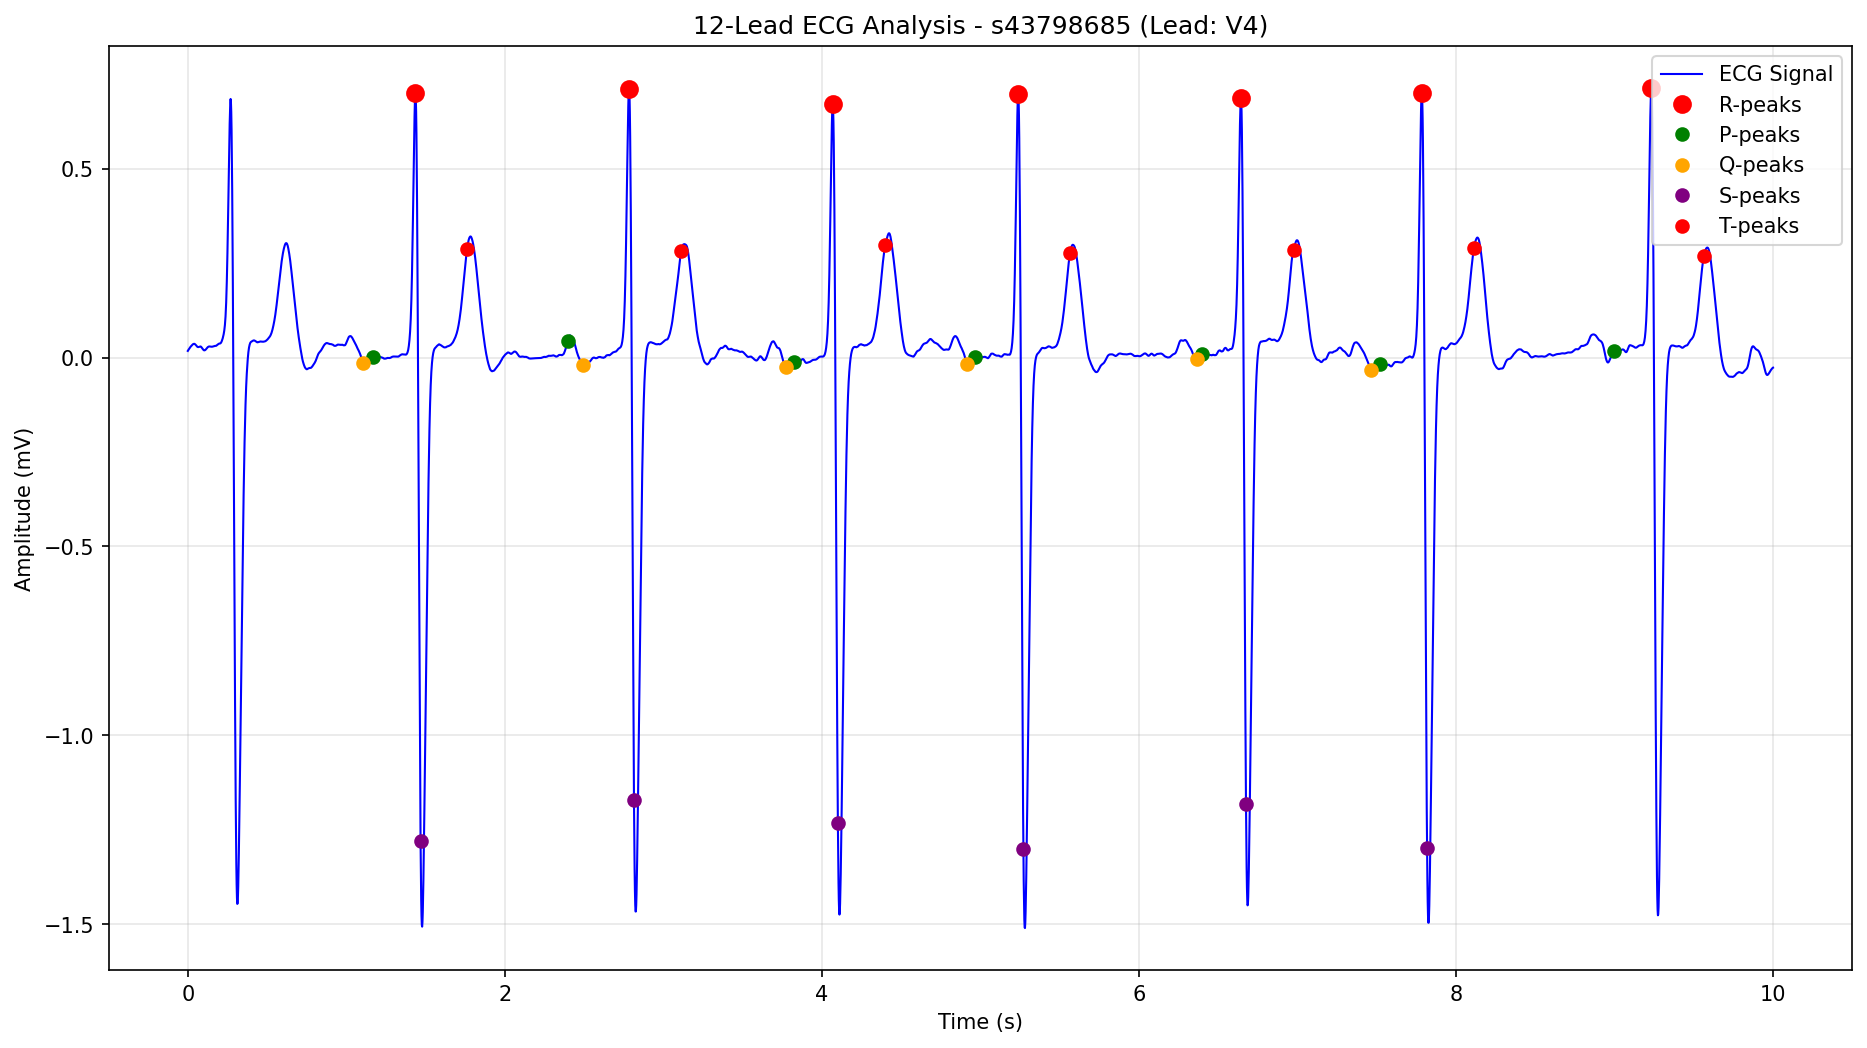 12-Lead ECG Analysis - s43798685 (Lead: V4)
ECG Signal
R-peaks
P-peaks
Q-peaks
S-peaks
T-peaks
Amplitude (mV)
0.5
0.0
−0.5
−1.0
−1.5
0 2 4 6 8 10
Time (s)